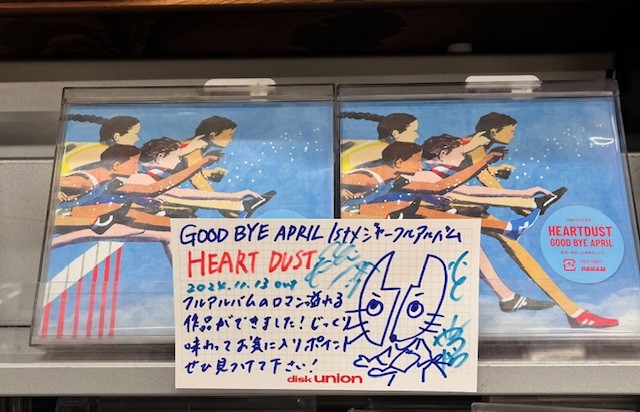 GOOD BYE APRIL 1stメジャーフルアルバム
HEART DUST
2024.11.13 out
フルアルバムのロマン溢れる
作品ができました！じっくり
味わってお気に入りポイント
ぜひ見つけて下さい！
disk union
HEARTDUST
GOOD BYE APRIL